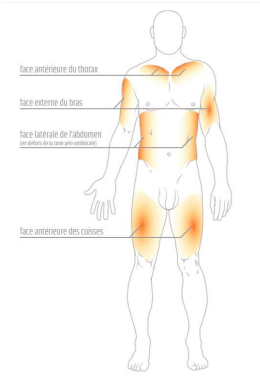 face antérieure du thorax
face externe du bras
face latérale de l'abdomen
(en dehors de la zone péri-ombilicale)
face antérieure des cuisses